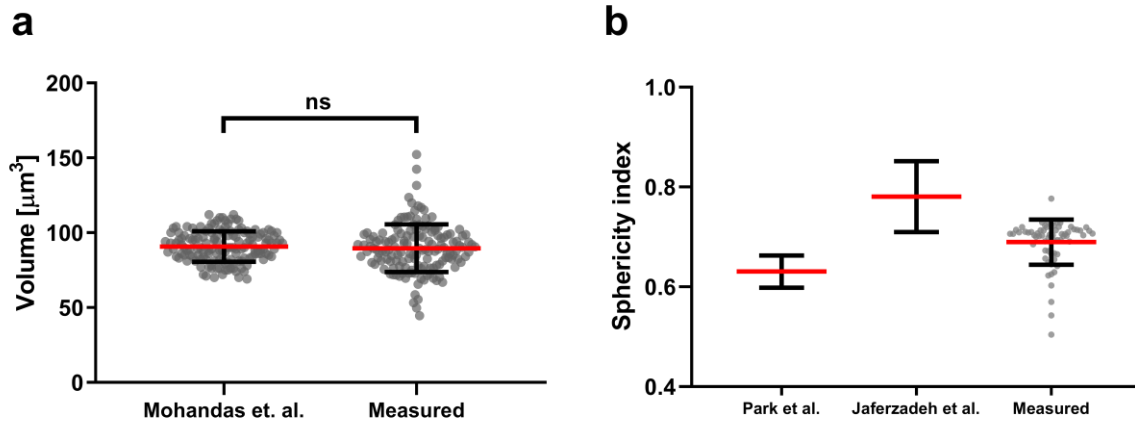 a
Volume [μm³]
200
150
100
50
0
ns
Mohandas et. al.
Measured
b
Sphericity index
1.0
0.8
0.6
0.4
Park et al.
Jaferzadeh et al.
Measured